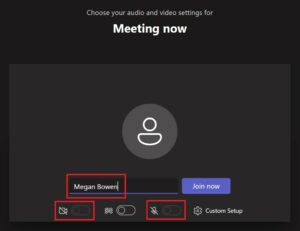 Choose your audio and video settings for
Meeting now
Megan Bowen
Join now
Custom Setup